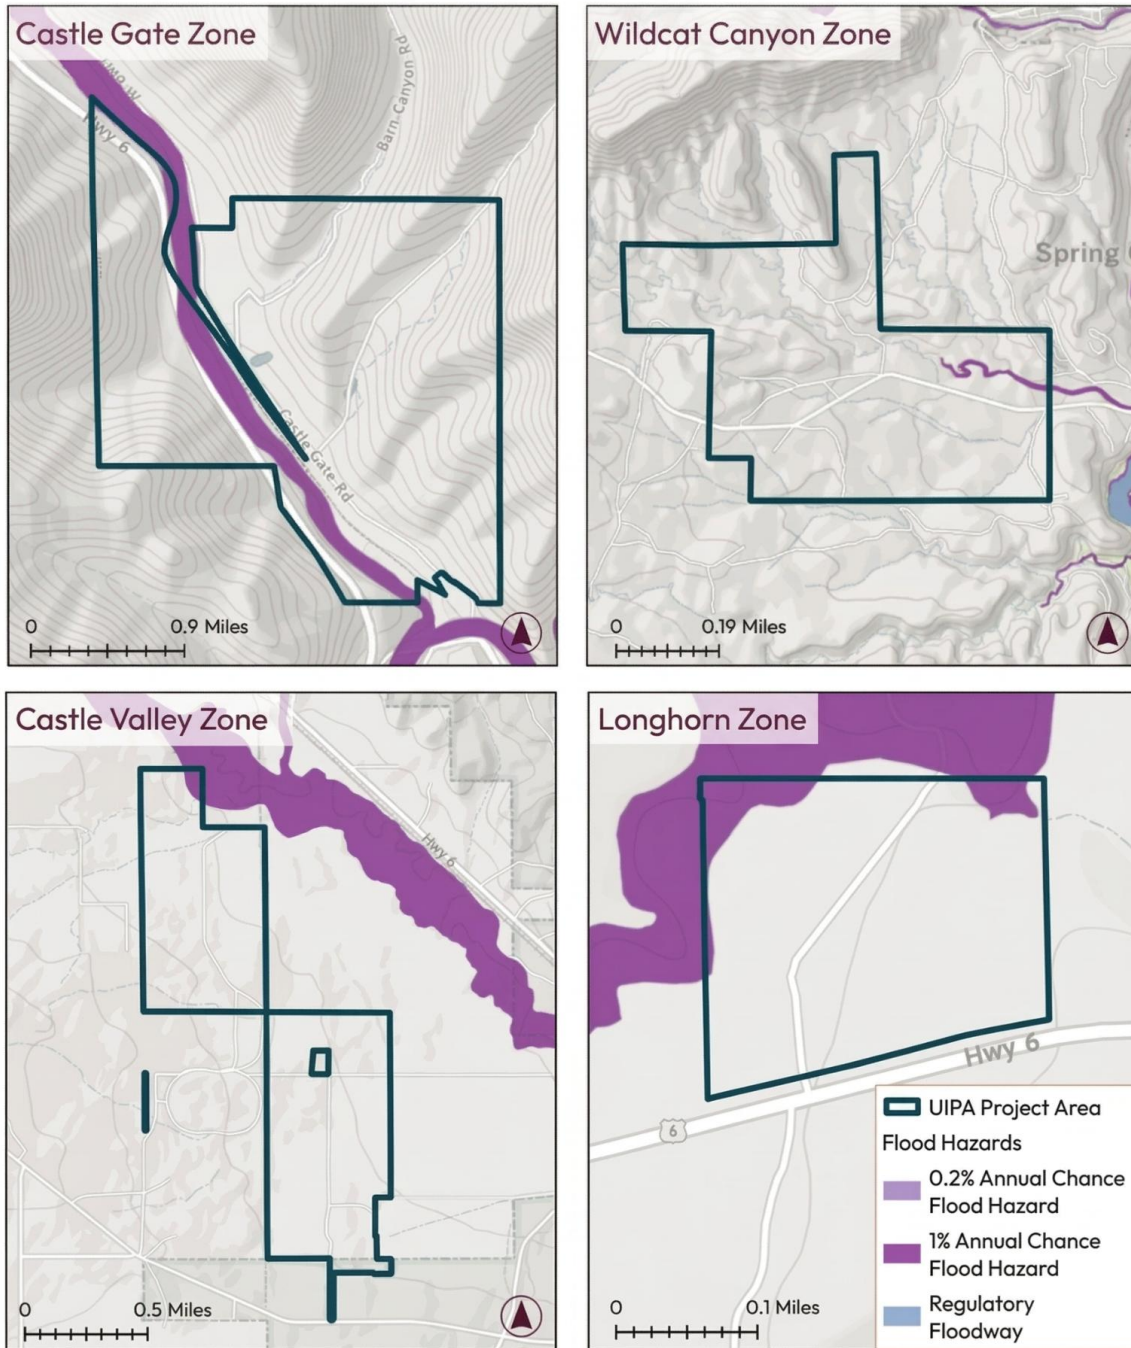 Castle Gate Zone
Hwy 6
Barn Canyon Rd
Castle Gate Rd
0
0.9 Miles
Wildcat Canyon Zone
Spring
0
0.19 Miles
Castle Valley Zone
Hwy 6
0
0.5 Miles
Longhorn Zone
Hwy 6
6
0
0.1 Miles
UIPA Project Area
Flood Hazards
0.2% Annual Chance
Flood Hazard
1% Annual Chance
Flood Hazard
Regulatory
Floodway